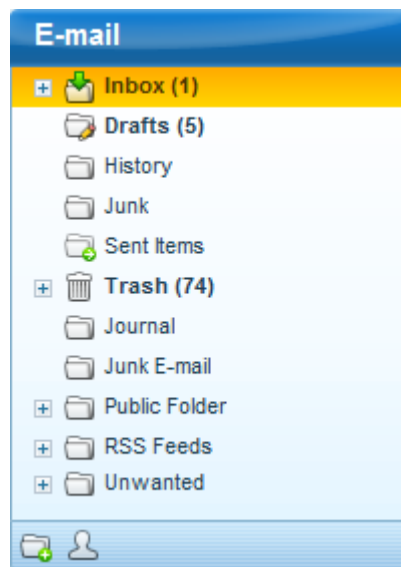 E-mail
Inbox (1)
Drafts (5)
History
Junk
Sent Items
Trash (74)
Journal
Junk E-mail
Public Folder
RSS Feeds
Unwanted